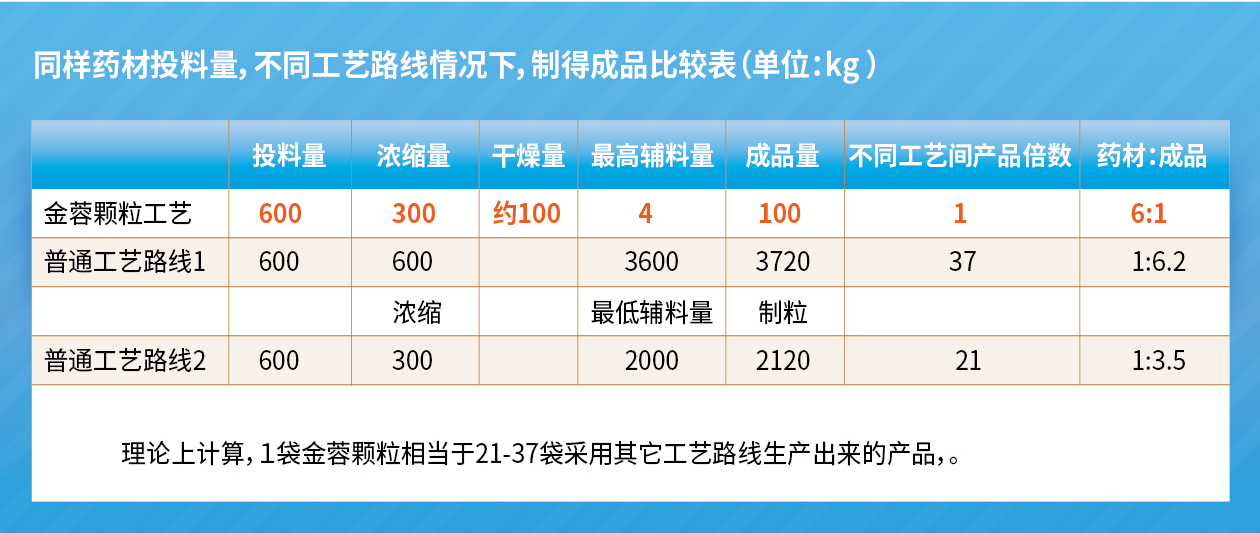 同样药材投料量，不同工艺路线情况下，制得成品比较表（单位：kg ）
投料量 浓缩量 干燥量 最高辅料量 成品量 不同工艺间产品倍数 药材：成品
金蓉颗粒工艺 600 300 约100 4 100 1 6:1
普通工艺路线1 600 600 3600 3720 37 1:6.2
浓缩 最低辅料量 制粒
普通工艺路线2 600 300 2000 2120 21 1:3.5
理论上计算，1袋金蓉颗粒相当于21-37袋采用其它工艺路线生产出来的产品，。